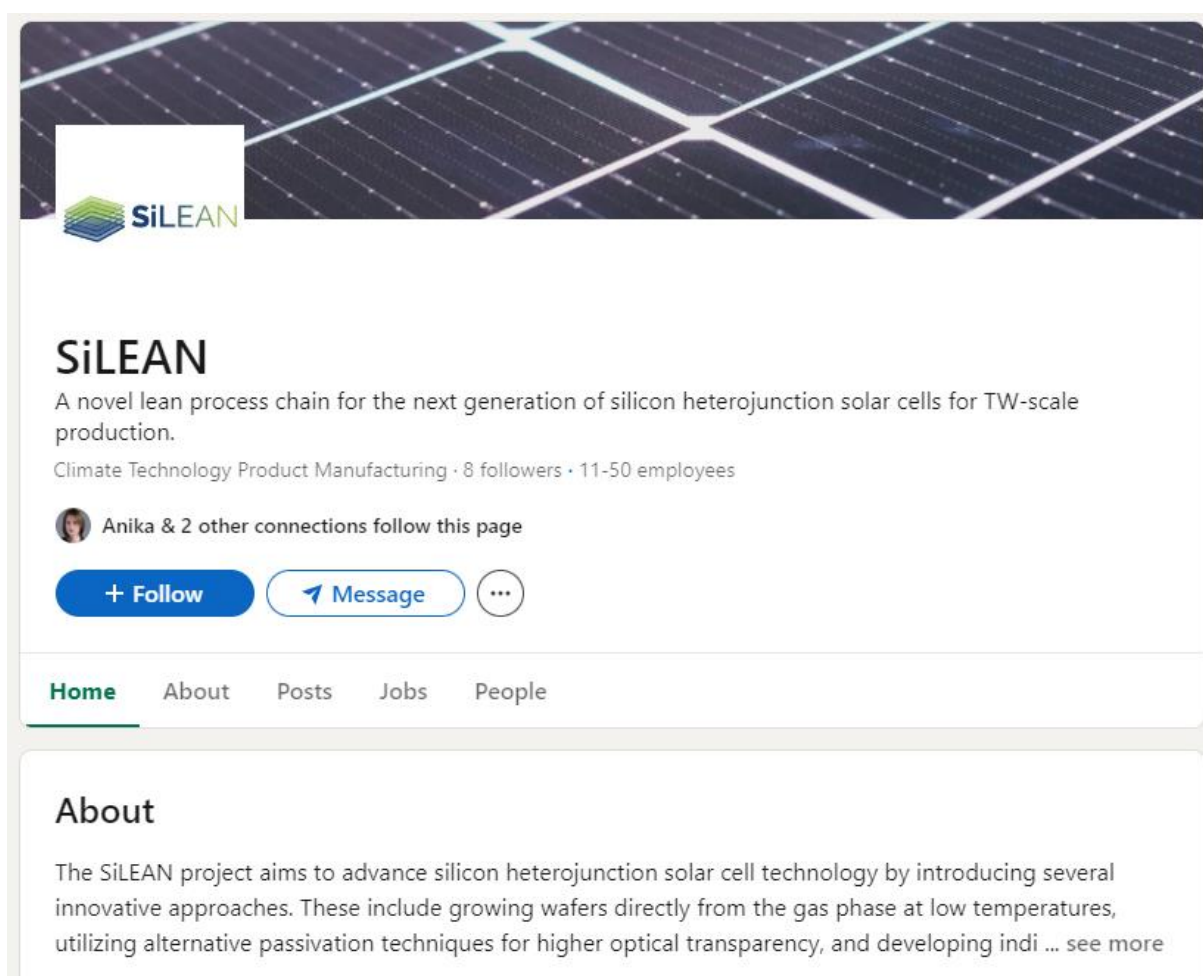 SiLEAN
SiLEAN
A novel lean process chain for the next generation of silicon heterojunction solar cells for TW-scale
production.
Climate Technology Product Manufacturing · 8 followers · 11-50 employees
Anika & 2 other connections follow this page
+ Follow
Message
Home
About
Posts
Jobs
People
About
The SiLEAN project aims to advance silicon heterojunction solar cell technology by introducing several
innovative approaches. These include growing wafers directly from the gas phase at low temperatures,
utilizing alternative passivation techniques for higher optical transparency, and developing indi ... see more